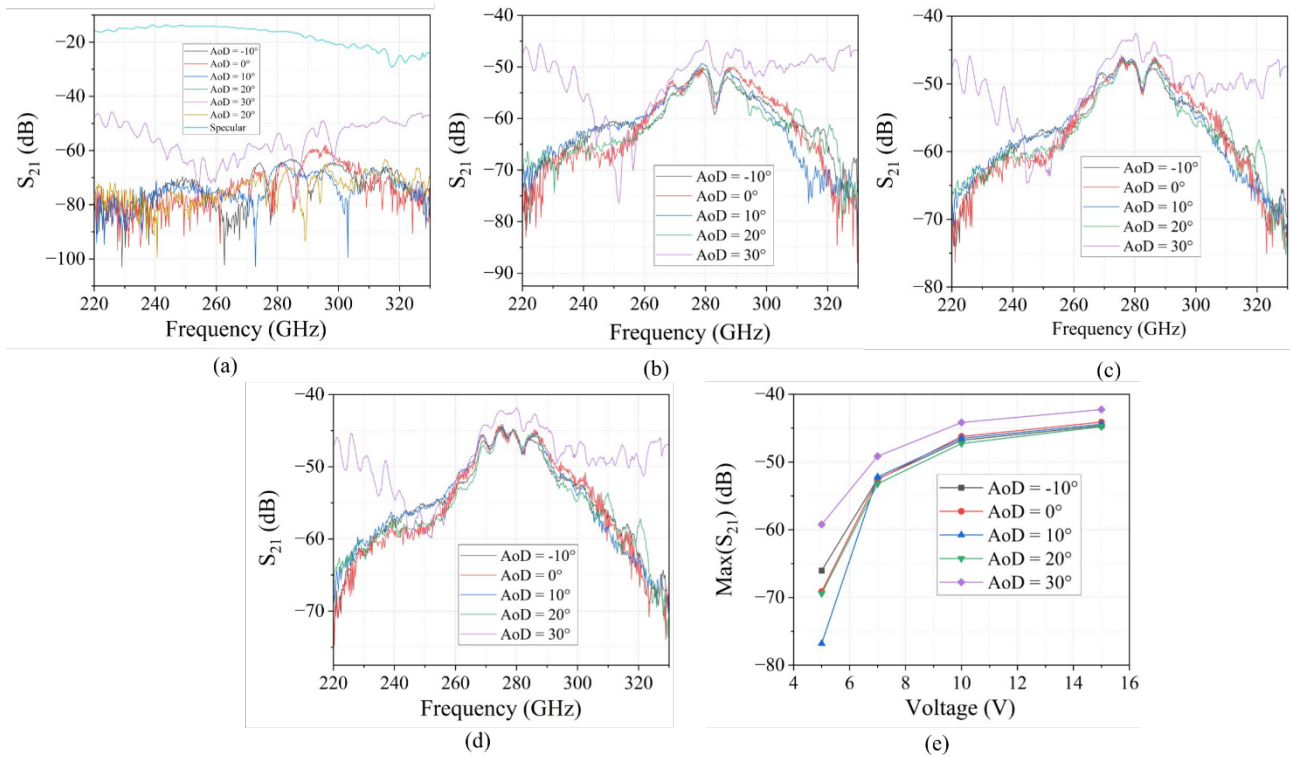 −20
−40
−60
−80
−100
S21 (dB)
AoD = -10°
AoD = 0°
AoD = 10°
AoD = 20°
AoD = 30°
AoD = 20°
Specular
220 240 260 280 300 320
Frequency (GHz)
(a)
−40
−50
−60
−70
−80
−90
S21 (dB)
AoD = -10°
AoD = 0°
AoD = 10°
AoD = 20°
AoD = 30°
220 240 260 280 300 320
Frequency (GHz)
(b)
−40
−50
−60
−70
−80
S21 (dB)
AoD = -10°
AoD = 0°
AoD = 10°
AoD = 20°
AoD = 30°
220 240 260 280 300 320
Frequency (GHz)
(c)
−40
−50
−60
−70
S21 (dB)
AoD = -10°
AoD = 0°
AoD = 10°
AoD = 20°
AoD = 30°
220 240 260 280 300 320
Frequency (GHz)
(d)
−40
−50
−60
−70
−80
Max(S21) (dB)
AoD = -10°
AoD = 0°
AoD = 10°
AoD = 20°
AoD = 30°
4 6 8 10 12 14 16
Voltage (V)
(e)